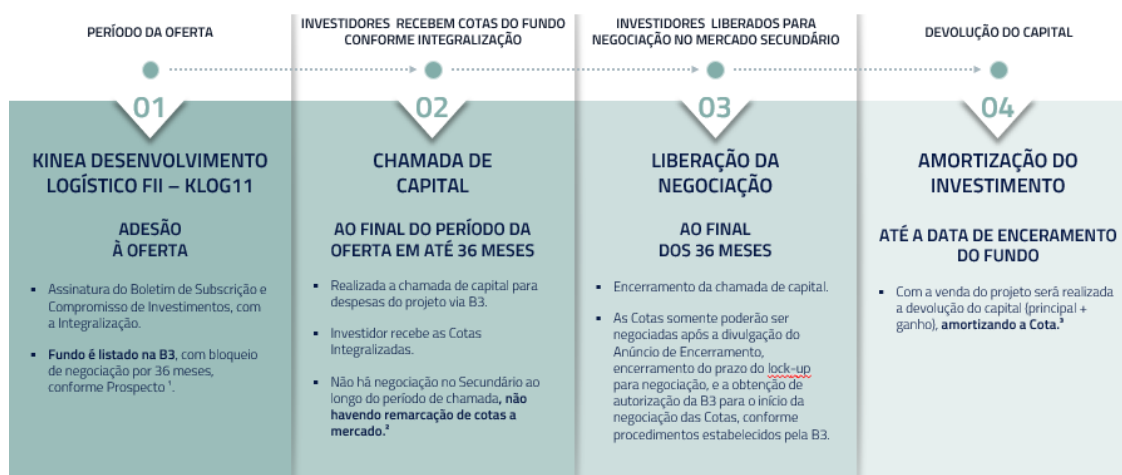 PERÍODO DA OFERTA
INVESTIDORES RECEBEM COTAS DO FUNDO
CONFORME INTEGRALIZAÇÃO
INVESTIDORES LIBERADOS PARA
NEGOCIAÇÃO NO MERCADO SECUNDÁRIO
DEVOLUÇÃO DO CAPITAL
01
KINEA DESENVOLVIMENTO
LOGÍSTICO FII – KLOG11
ADESÃO
À OFERTA
▪ Assinatura do Boletim de Subscrição e
Compromisso de Investimentos, com
a Integralização.
▪ Fundo é listado na B3, com bloqueio
de negociação por 36 meses,
conforme Prospecto ¹.
02
CHAMADA DE
CAPITAL
AO FINAL DO PERÍODO DA
OFERTA EM ATÉ 36 MESES
▪ Realizada a chamada de capital para
despesas do projeto via B3.
▪ Investidor recebe as Cotas
Integralizadas.
▪ Não há negociação no Secundário ao
longo do período de chamada, não
havendo remarcação de cotas a
mercado.²
03
LIBERAÇÃO DA
NEGOCIAÇÃO
AO FINAL
DOS 36 MESES
▪ Encerramento da chamada de capital.
▪ As Cotas somente poderão ser
negociadas após a divulgação do
Anúncio de Encerramento,
encerramento do prazo do lock-up
para negociação, e a obtenção de
autorização da B3 para o início da
negociação das Cotas, conforme
procedimentos estabelecidos pela B3.
04
AMORTIZAÇÃO DO
INVESTIMENTO
ATÉ A DATA DE ENCERAMENTO
DO FUNDO
▪ Com a venda do projeto será realizada
a devolução do capital (principal +
ganho), amortizando a Cota.³